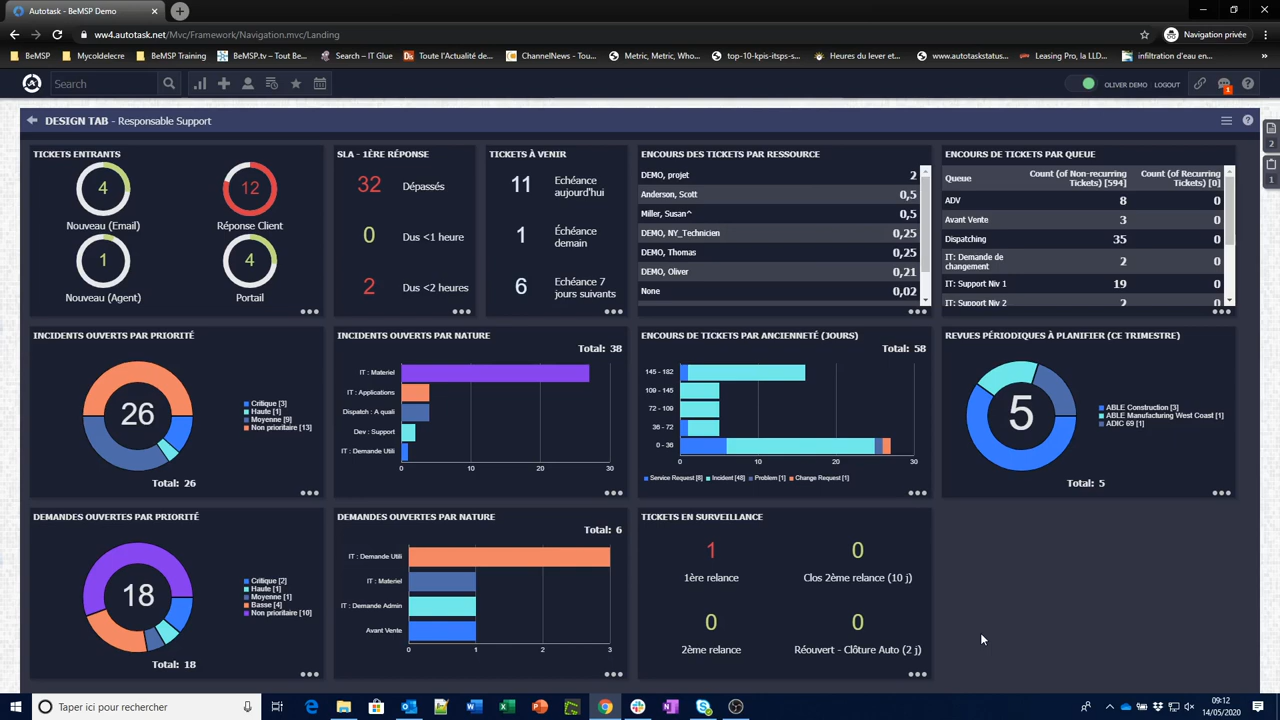 Autotask - BeMSP Demo
ww4.autotask.net/Mvc/Framework/Navigation.mvc/Landing
Navigation privée
BeMSP
Mycoldelecre
BeMSP Training
BeMSP.tv – Tout Be...
Search – IT Glue
Toute l'Actualité de...
ChannelNews – Tou...
Metric, Metric, Who...
top-10-kpis-itsps-s...
Heures du lever et...
www.autotaskstatus...
Leasing Pro, la LLD...
infiltration d'eau en...
Search
OLIVER DEMO
LOGOUT
1
- Responsable Support
2
1
TICKETS ENTRANTS
4
Nouveau (Email)
12
Réponse Client
1
Nouveau (Agent)
4
Portail
SLA : 1ÈRE RÉPONSE
32
Dépassé
0
Dus <1 heure
2
Dus <2 heures
TICKETS À VENIR
11
Échéance
aujourd'hui
1
Échéance
demain
6
Echéance 7
jours suivants
ENCOURS DE TICKETS PAR RESSOURCE
DEMO, projet 2
Anderson, Scott 0,5
Miller, Susan^ 0,5
DEMO, NY_Technicien 0,25
DEMO, Thomas 0,25
DEMO, Oliver 0,21
None 0,02
ENCOURS DE TICKETS PAR QUEUE
Queue
Count (of Non-recurring
Tickets) [594]
Count (of Recurring
Tickets) [0]
ADV 8 0
Avant Vente 3 0
Dispatching 35 0
IT: Demande de
changement 2 0
IT: Support Niv 1 19 0
IT: Support Niv 2 2 0
INCIDENTS OUVERTS PAR PRIORITÉ
26
Critique [3]
Haute [1]
Moyenne [9]
Non prioritaire [13]
Total: 26
INCIDENTS OUVERTS PAR NATURE
Total: 38
IT : Materiel
IT : Applications
Dispatch : A quali
Dev : Support
IT : Demande Utili
0 10 20 30
ENCOURS DE TICKETS PAR ANCIENNETÉ (JOURS)
Total: 58
145 - 182
109 - 145
72 - 109
36 - 72
0 - 36
0 10 20 30
Service Request [8] Incident [48] Problem [1] Change Request [1]
REVUES PÉRIODIQUES À PLANIFIER (CE TRIMESTRE)
5
ABLE Construction [3]
ABLE Manufacturing West Coast [1]
ADIC 69 [1]
Total: 5
DEMANDES OUVERTS PAR PRIORITÉ
18
Critique [2]
Haute [1]
Moyenne [1]
Basse [4]
Non prioritaire [10]
Total: 18
DEMANDES OUVERTES PAR NATURE
Total: 6
IT : Demande Utili
IT : Materiel
IT : Demande Admin
Avant Vente
0 1 2 3
TICKETS EN SURVEILLANCE
1
1ère relance
0
Clos 2ème relance (10 j)
0
2ème relance
0
Réouvert - Clôture Auto (2 j)
Taper ici pour rechercher
09:12
14/05/2020